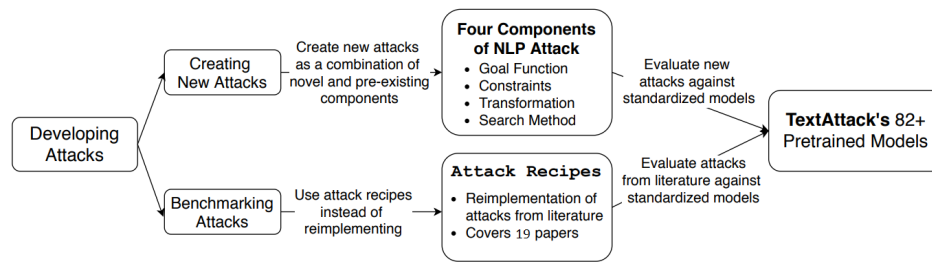 Developing
Attacks
Creating
New Attacks
Create new attacks
as a combination of
novel and pre-existing
components
Four Components
of NLP Attack
• Goal Function
• Constraints
• Transformation
• Search Method
Evaluate new
attacks against
standardized models
TextAttack's 82+
Pretrained Models
Benchmarking
Attacks
Use attack recipes
instead of
reimplementing
Attack Recipes
• Reimplementation of
attacks from literature
• Covers 19 papers
Evaluate attacks
from literature against
standardized models